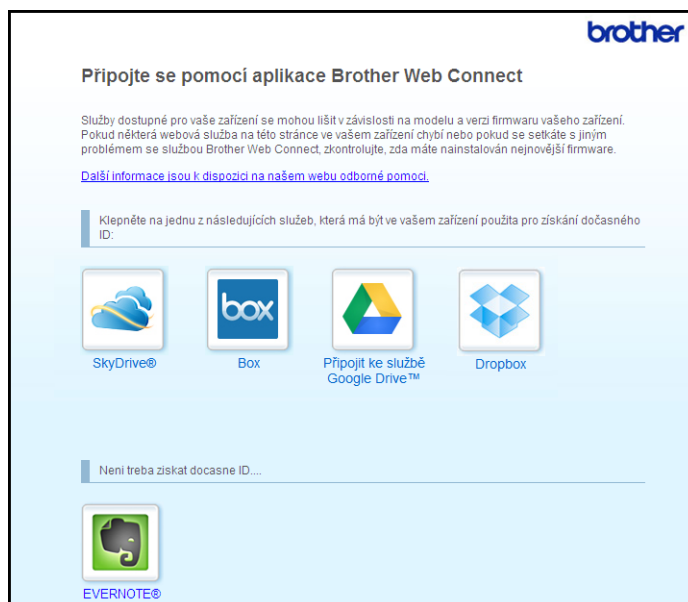 brother
Připojte se pomocí aplikace Brother Web Connect
Služby dostupné pro vaše zařízení se mohou lišit v závislosti na modelu a verzi firmwaru vašeho zařízení.
Pokud některá webová služba na této stránce ve vašem zařízení chybí nebo pokud se setkáte s jiným
problémem se službou Brother Web Connect, zkontrolujte, zda máte nainstalován nejnovější firmware.
Další informace jsou k dispozici na našem webu odborné pomoci.
Klepněte na jednu z následujících služeb, která má být ve vašem zařízení použita pro získání dočasného
ID:
box
SkyDrive®
Box
Připojit ke službě
Google Drive™
Dropbox
Neni treba ziskat docasne ID....
EVERNOTE®